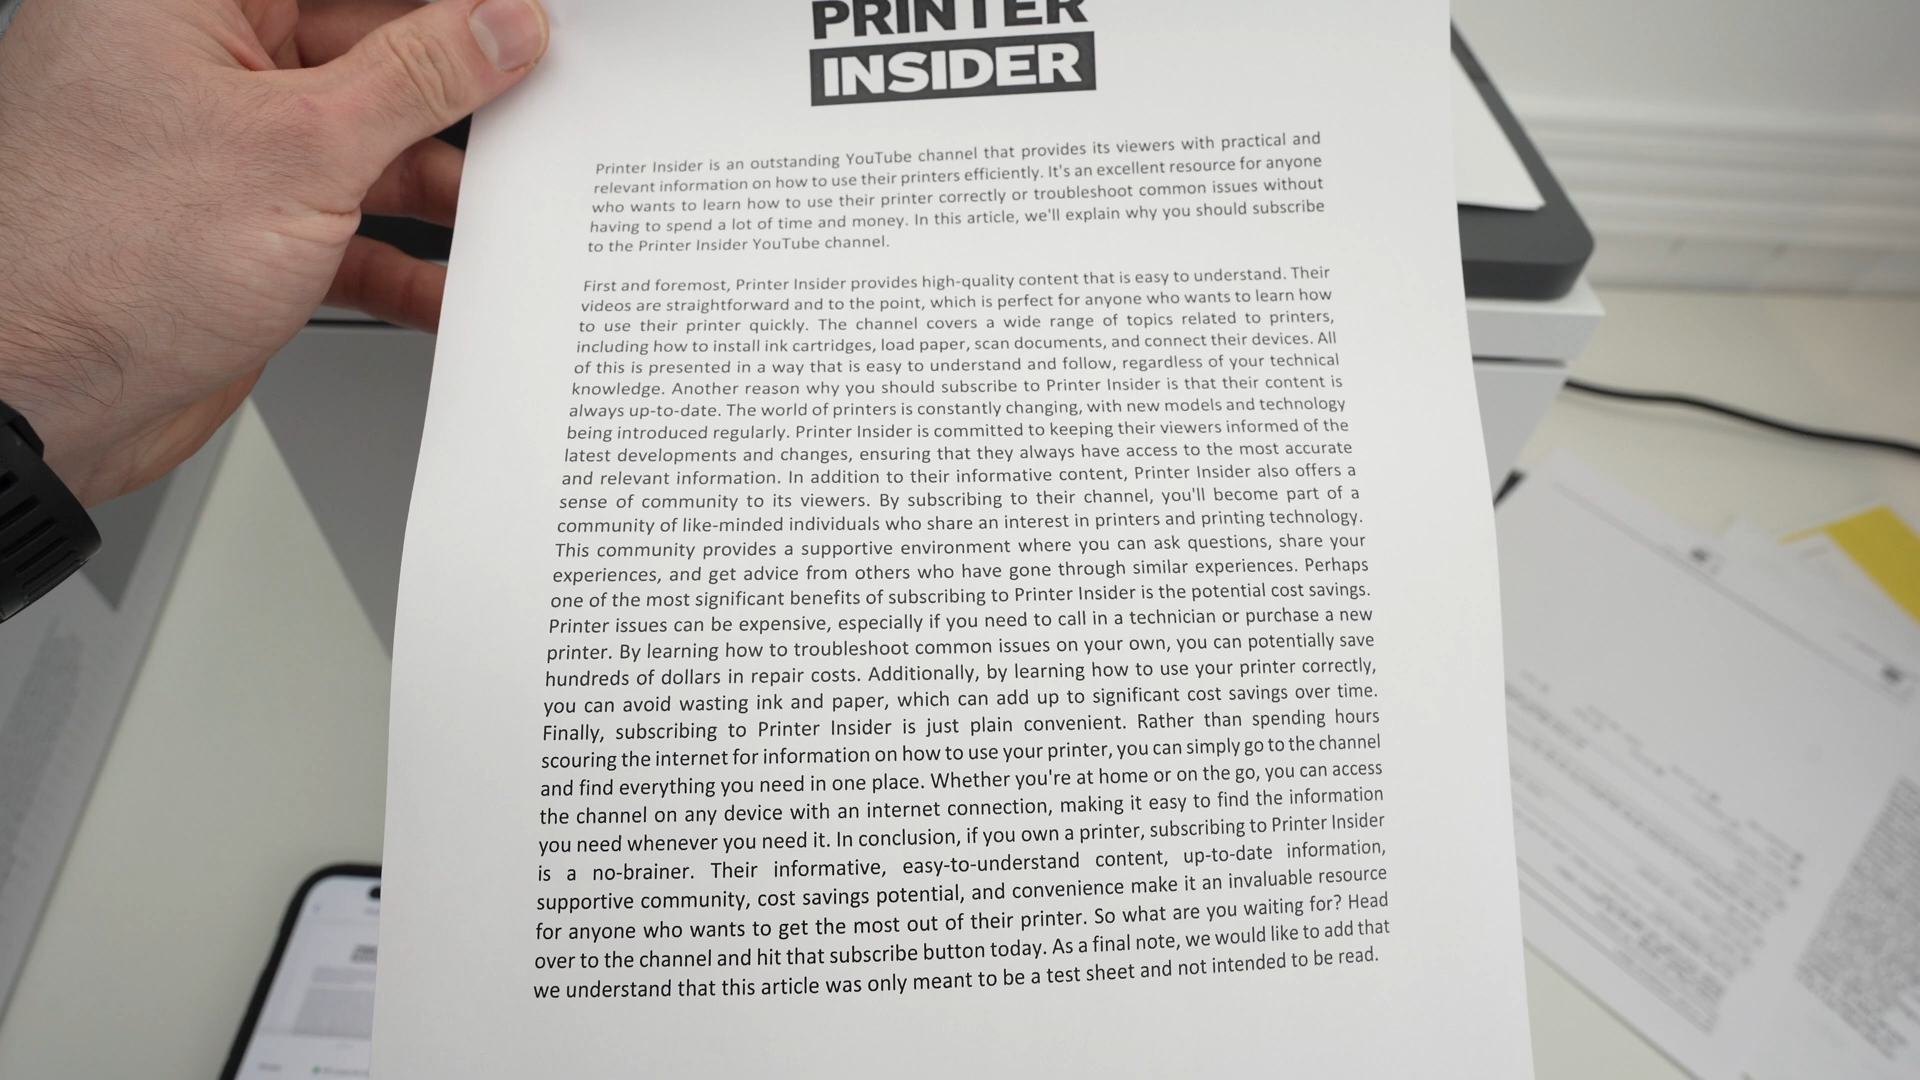 PRINTER
INSIDER
Printer Insider is an outstanding YouTube channel that provides its viewers with practical and
relevant information on how to use their printers efficiently. It's an excellent resource for anyone
who wants to learn how to use their printer correctly or troubleshoot common issues without
having to spend a lot of time and money. In this article, we'll explain why you should subscribe
to the Printer Insider YouTube channel.
First and foremost, Printer Insider provides high-quality content that is easy to understand. Their
videos are straightforward and to the point, which is perfect for anyone who wants to learn how
to use their printer quickly. The channel covers a wide range of topics related to printers,
including how to install ink cartridges, load paper, scan documents, and connect their devices. All
of this is presented in a way that is easy to understand and follow, regardless of your technical
knowledge. Another reason why you should subscribe to Printer Insider is that their content is
always up-to-date. The world of printers is constantly changing, with new models and technology
being introduced regularly. Printer Insider is committed to keeping their viewers informed of the
latest developments and changes, ensuring that they always have access to the most accurate
and relevant information. In addition to their informative content, Printer Insider also offers a
sense of community to its viewers. By subscribing to their channel, you'll become part of a
community of like-minded individuals who share an interest in printers and printing technology.
This community provides a supportive environment where you can ask questions, share your
experiences, and get advice from others who have gone through similar experiences. Perhaps
one of the most significant benefits of subscribing to Printer Insider is the potential cost savings.
Printer issues can be expensive, especially if you need to call in a technician or purchase a new
printer. By learning how to troubleshoot common issues on your own, you can potentially save
hundreds of dollars in repair costs. Additionally, by learning how to use your printer correctly,
you can avoid wasting ink and paper, which can add up to significant cost savings over time.
Finally, subscribing to Printer Insider is just plain convenient. Rather than spending hours
scouring the internet for information on how to use your printer, you can simply go to the channel
and find everything you need in one place. Whether you're at home or on the go, you can access
the channel on any device with an internet connection, making it easy to find the information
you need whenever you need it. In conclusion, if you own a printer, subscribing to Printer Insider
is a no-brainer. Their informative, easy-to-understand content, up-to-date information,
supportive community, cost savings potential, and convenience make it an invaluable resource
for anyone who wants to get the most out of their printer. So what are you waiting for? Head
over to the channel and hit that subscribe button today. As a final note, we would like to add that
we understand that this article was only meant to be a test sheet and not intended to be read.